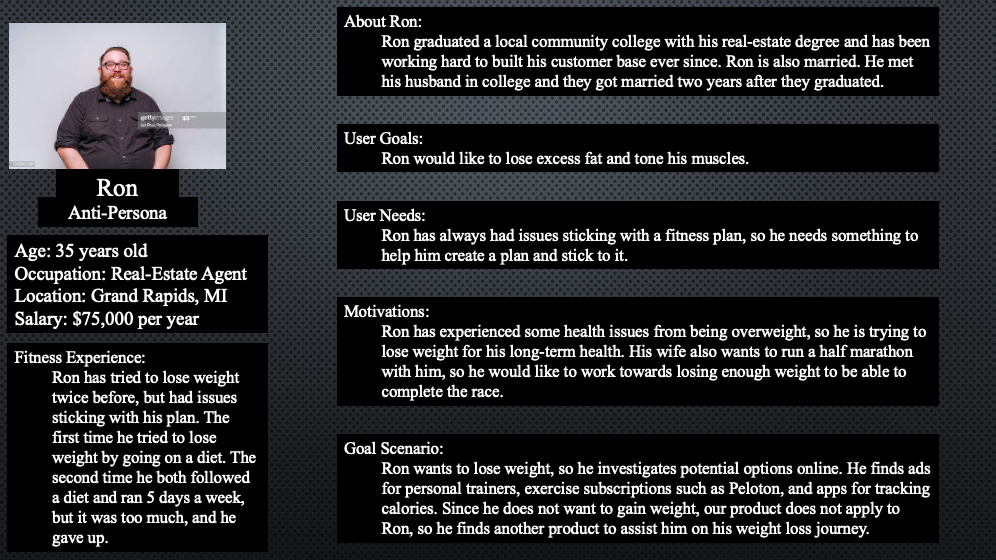 gettyimages
Ron
Anti-Persona
Age: 35 years old
Occupation: Real-Estate Agent
Location: Grand Rapids, MI
Salary: $75,000 per year
Fitness Experience:
Ron has tried to lose weight
twice before, but had issues
sticking with his plan. The
first time he tried to lose
weight by going on a diet. The
second time he both followed
a diet and ran 5 days a week,
but it was too much, and he
gave up.
About Ron:
Ron graduated a local community college with his real-estate degree and has been
working hard to built his customer base ever since. Ron is also married. He met
his husband in college and they got married two years after they graduated.
User Goals:
Ron would like to lose excess fat and tone his muscles.
User Needs:
Ron has always had issues sticking with a fitness plan, so he needs something to
help him create a plan and stick to it.
Motivations:
Ron has experienced some health issues from being overweight, so he is trying to
lose weight for his long-term health. His wife also wants to run a half marathon
with him, so he would like to work towards losing enough weight to be able to
complete the race.
Goal Scenario:
Ron wants to lose weight, so he investigates potential options online. He finds ads
for personal trainers, exercise subscriptions such as Peloton, and apps for tracking
calories. Since he does not want to gain weight, our product does not apply to
Ron, so he finds another product to assist him on his weight loss journey.